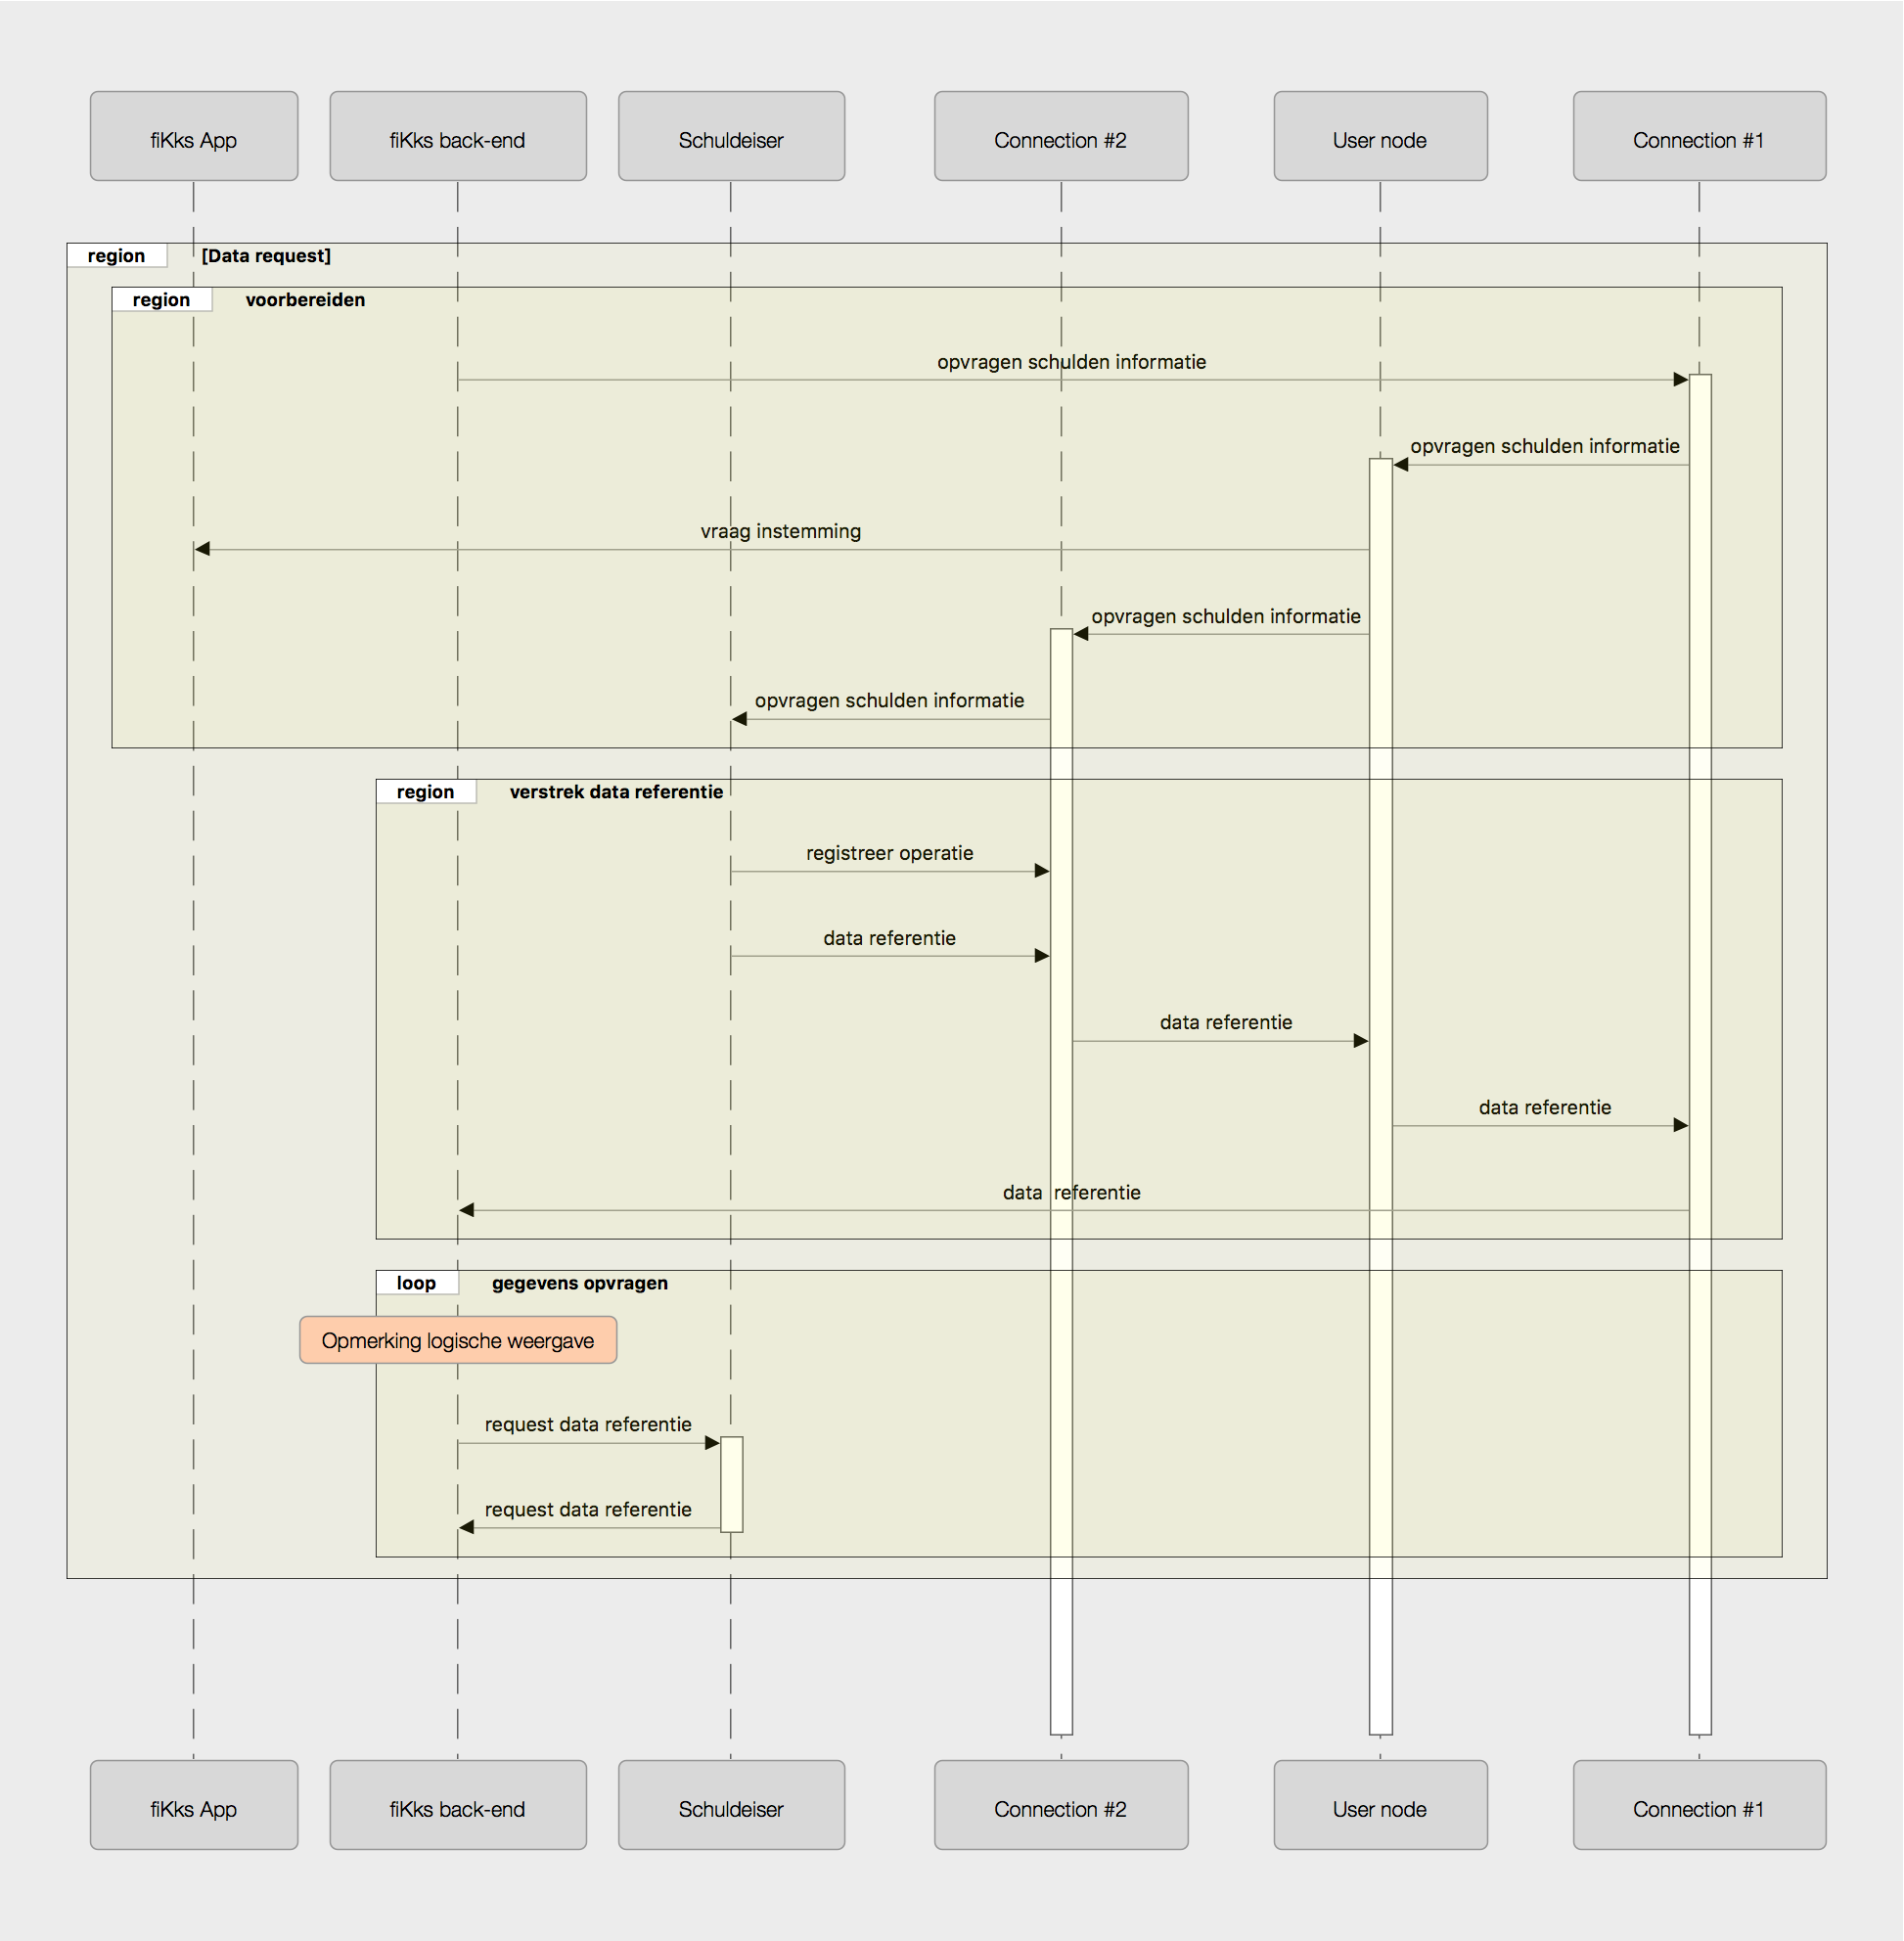 fiKks App
fiKks back-end
Schuldeiser
Connection #2
User node
Connection #1
region [Data request]
region voorbereiden
opvragen schulden informatie
opvragen schulden informatie
vraag instemming
opvragen schulden informatie
opvragen schulden informatie
region verstrek data referentie
registreer operatie
data referentie
data referentie
data referentie
data referentie
loop gegevens opvragen
Opmerking logische weergave
request data referentie
request data referentie
fiKks App
fiKks back-end
Schuldeiser
Connection #2
User node
Connection #1